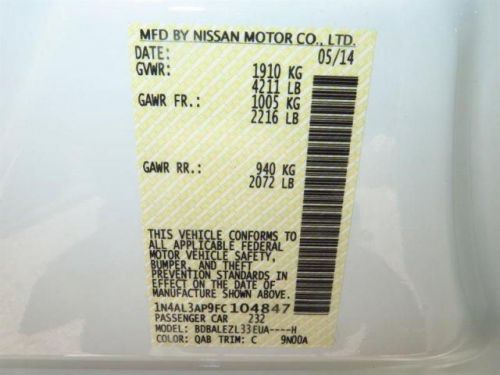 MFD BY NISSAN MOTOR CO., LTD.
DATE: 05/14
GVWR: 1910 KG
4211 LB
GAWR FR.: 1005 KG
2216 LB
GAWR RR.: 940 KG
2072 LB
THIS VEHICLE CONFORMS TO
ALL APPLICABLE FEDERAL
MOTOR VEHICLE SAFETY,
BUMPER, AND THEFT
PREVENTION STANDARDS IN
EFFECT ON THE DATE OF
MANUFACTURE SHOWN ABOVE.
1N4AL3AP9FC104847
PASSENGER CAR 232
MODEL: BDBALEZL33EUA----H
COLOR: QAB TRIM: C 9N00A